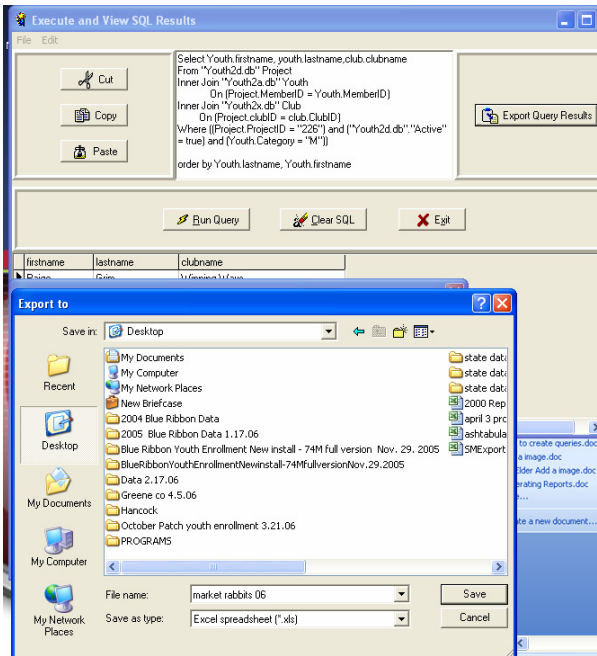 Execute and View SQL Results
File Edit
Cut
Copy
Paste
Select Youth.firstname, youth.lastname,club.clubname
From "Youth2d.db" Project
Inner Join "Youth2a.db" Youth
On (Project.MemberID = Youth.MemberID)
Inner Join "Youth2x.db" Club
On (Project.clubID = club.ClubID)
Where ((Project.ProjectID = "226") and ("Youth2d.db"."Active"
= true) and (Youth.Category = "M"))
order by Youth.lastname, Youth.firstname
Export Query Results
Run Query
Clear SQL
Exit
firstname lastname clubname
Paige Grim
Export to
Save in: Desktop
Recent
Desktop
My Documents
My Computer
My Network
Places
My Documents
My Computer
My Network Places
New Briefcase
2004 Blue Ribbon Data
2005 Blue Ribbon Data 1.17.06
Blue Ribbon Youth Enrollment New install - 74M full version Nov. 29. 2005
BlueRibbonYouthEnrollmentNewinstall-74MfullversionNov.29.2005
Data 2.17.06
Greene co 4.5.06
Hancock
October Patch youth enrollment 3.21.06
PROGRAMS
state data
state data
state data
2000 Rep
april 3 prc
ashtabula
SMExport
File name: market rabbits 06
Save as type: Excel spreadsheet (*.xls)
Save
Cancel
to create queries.doc
a image.doc
Elder Add a image.doc
erating Reports.doc
e...
te a new document...